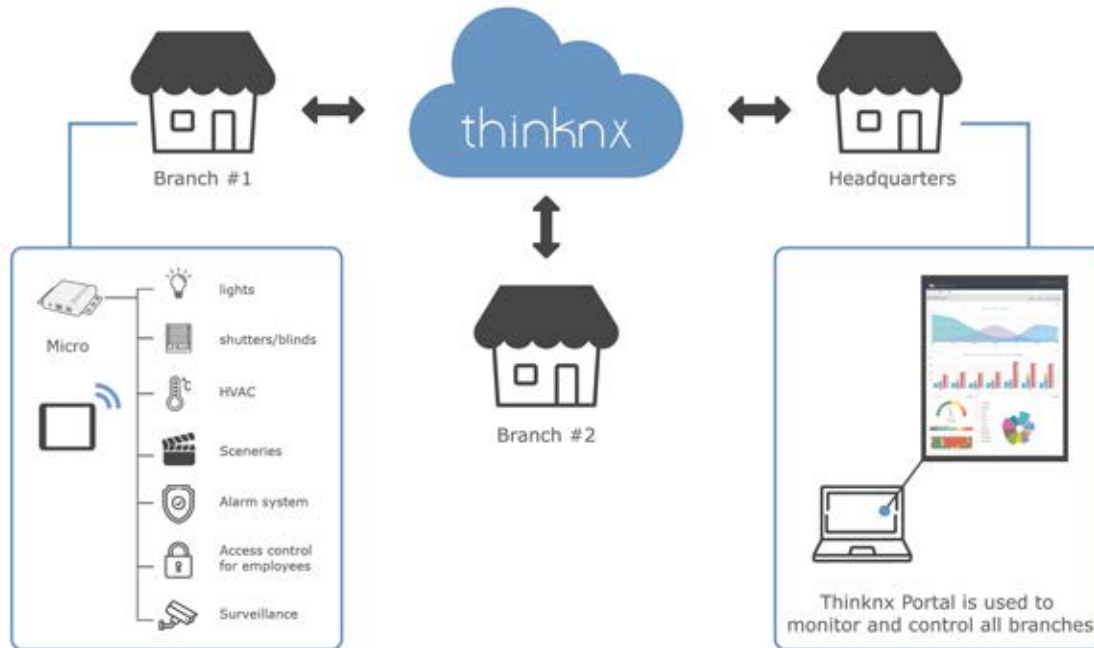 thinknx
Branch #1
Headquarters
Micro
lights
shutters/blinds
°C
HVAC
Sceneries
Alarm system
Access control
for employees
Surveillance
Branch #2
Thinknx Portal is used to
monitor and control all branches